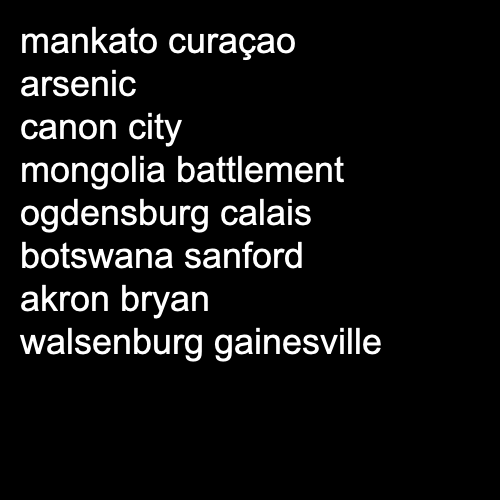 mankato curaçao
arsenic
canon city
mongolia battlement
ogdensburg calais
botswana sanford
akron bryan
walsenburg gainesville